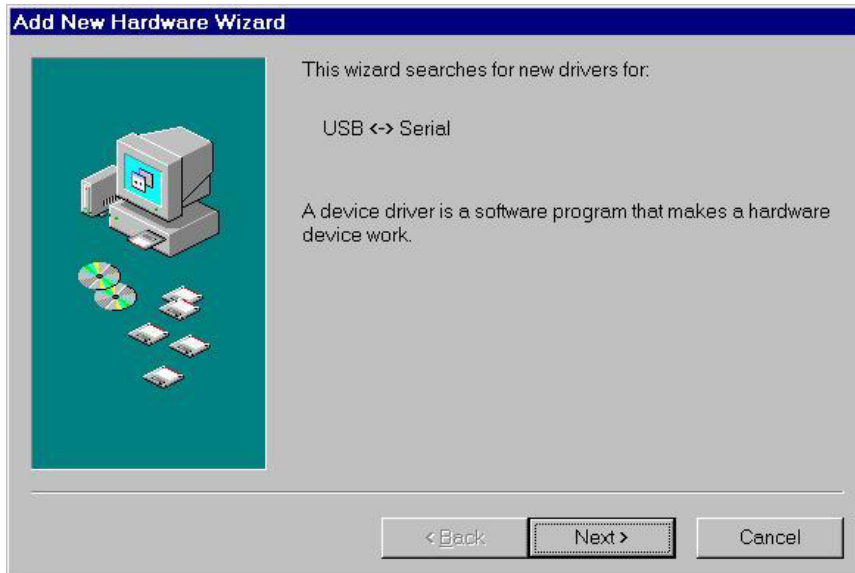 Add New Hardware Wizard
This wizard searches for new drivers for:
USB <-> Serial
A device driver is a software program that makes a hardware
device work.
< Back
Next >
Cancel